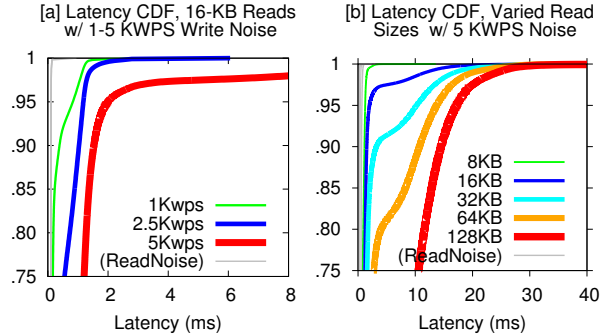 [a] Latency CDF, 16-KB Reads
w/ 1-5 KWPS Write Noise
1
.95
.90
.85
.80
.75
0 2 4 6 8
Latency (ms)
1Kwps
2.5Kwps
5Kwps
(ReadNoise)
[b] Latency CDF, Varied Read
Sizes w/ 5 KWPS Noise
1
.95
.90
.85
.80
.75
0 10 20 30 40
Latency (ms)
8KB
16KB
32KB
64KB
128KB
(ReadNoise)